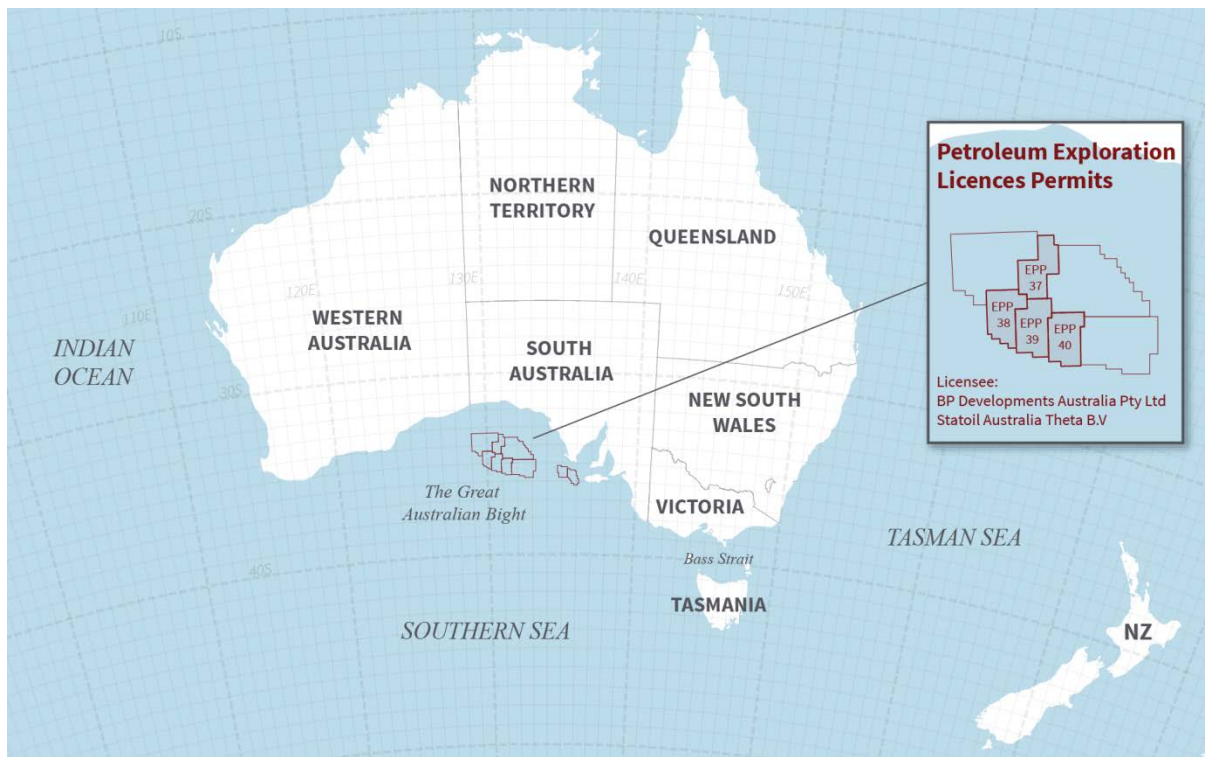 10S
20S
30S
40S
110E
120E
130E
140E
150E
NORTHERN
TERRITORY
QUEENSLAND
WESTERN
AUSTRALIA
SOUTH
AUSTRALIA
NEW SOUTH
WALES
VICTORIA
TASMANIA
NZ
INDIAN
OCEAN
The Great
Australian Bight
Bass Strait
SOUTHERN SEA
TASMAN SEA
Petroleum Exploration
Licences Permits
EPP
37
EPP
38
EPP
39
EPP
40
Licensee:
BP Developments Australia Pty Ltd
Statoil Australia Theta B.V